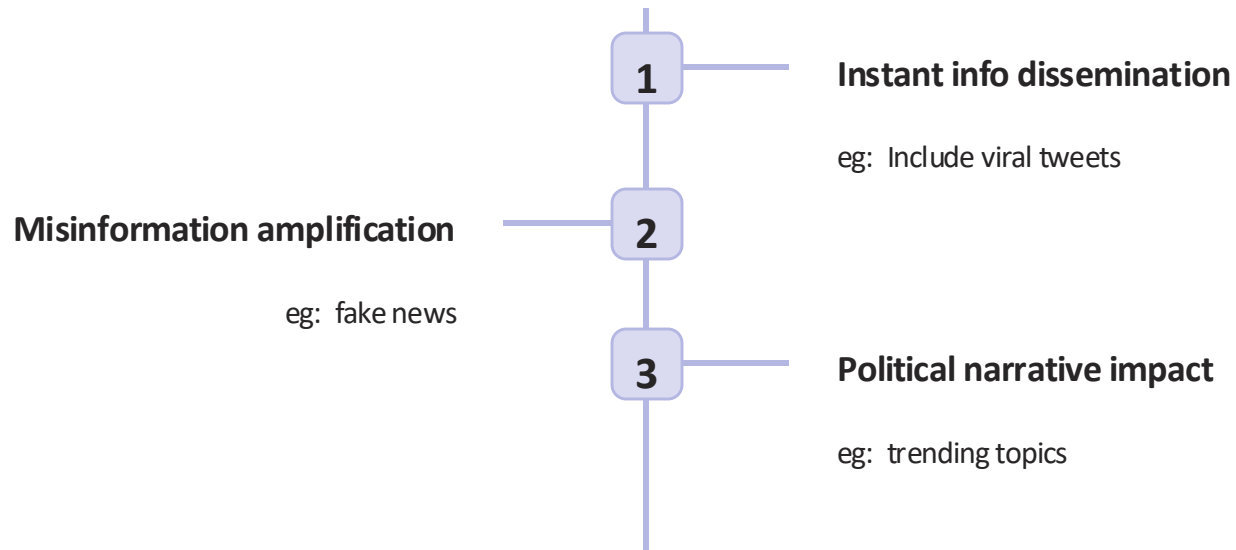 1
Instant info dissemination
eg: Include viral tweets
2
Misinformation amplification
eg: fake news
3
Political narrative impact
eg: trending topics